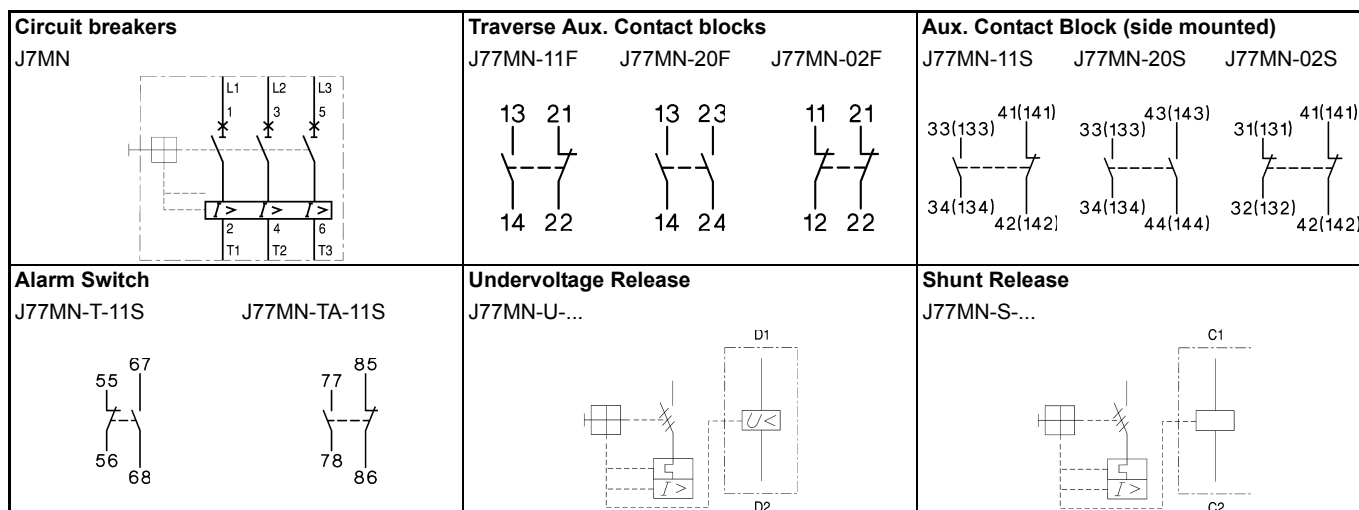 Circuit breakers
J7MN
L1 L2 L3
1 3 5
I > I > I >
2 4 6
T1 T2 T3
Traverse Aux. Contact blocks
J77MN-11F J77MN-20F J77MN-02F
13 21 13 23 11 21
14 22 14 24 12 22
Aux. Contact Block (side mounted)
J77MN-11S J77MN-20S J77MN-02S
41(141) 43(143) 41(141)
33(133) 33(133) 31(131)
34(134) 34(134) 32(132)
42(142) 44(144) 42(142)
Alarm Switch
J77MN-T-11S J77MN-TA-11S
67 85
55 77
56 78
68 86
Undervoltage Release
J77MN-U-...
D1
U<
I >
D2
Shunt Release
J77MN-S-...
C1
I >
C2